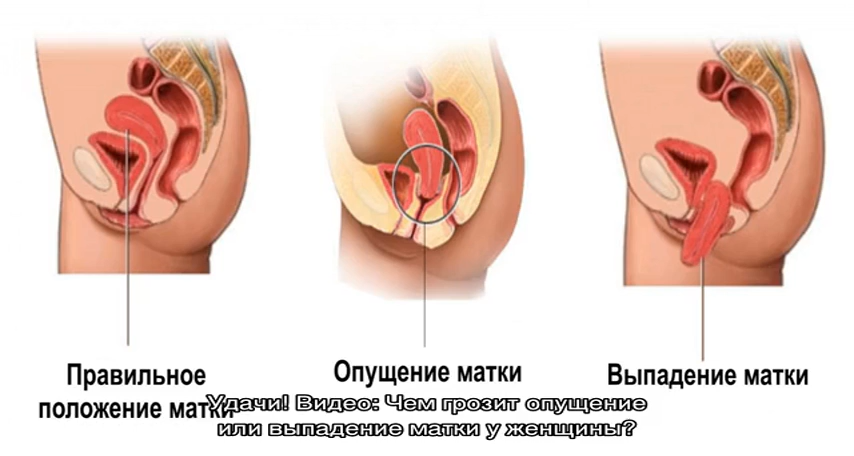 Правильное
положение матки
Опущение матки
Выпадение матки
Удачи! Видео: Чем грозит опущение
или выпадение матки у женщины?